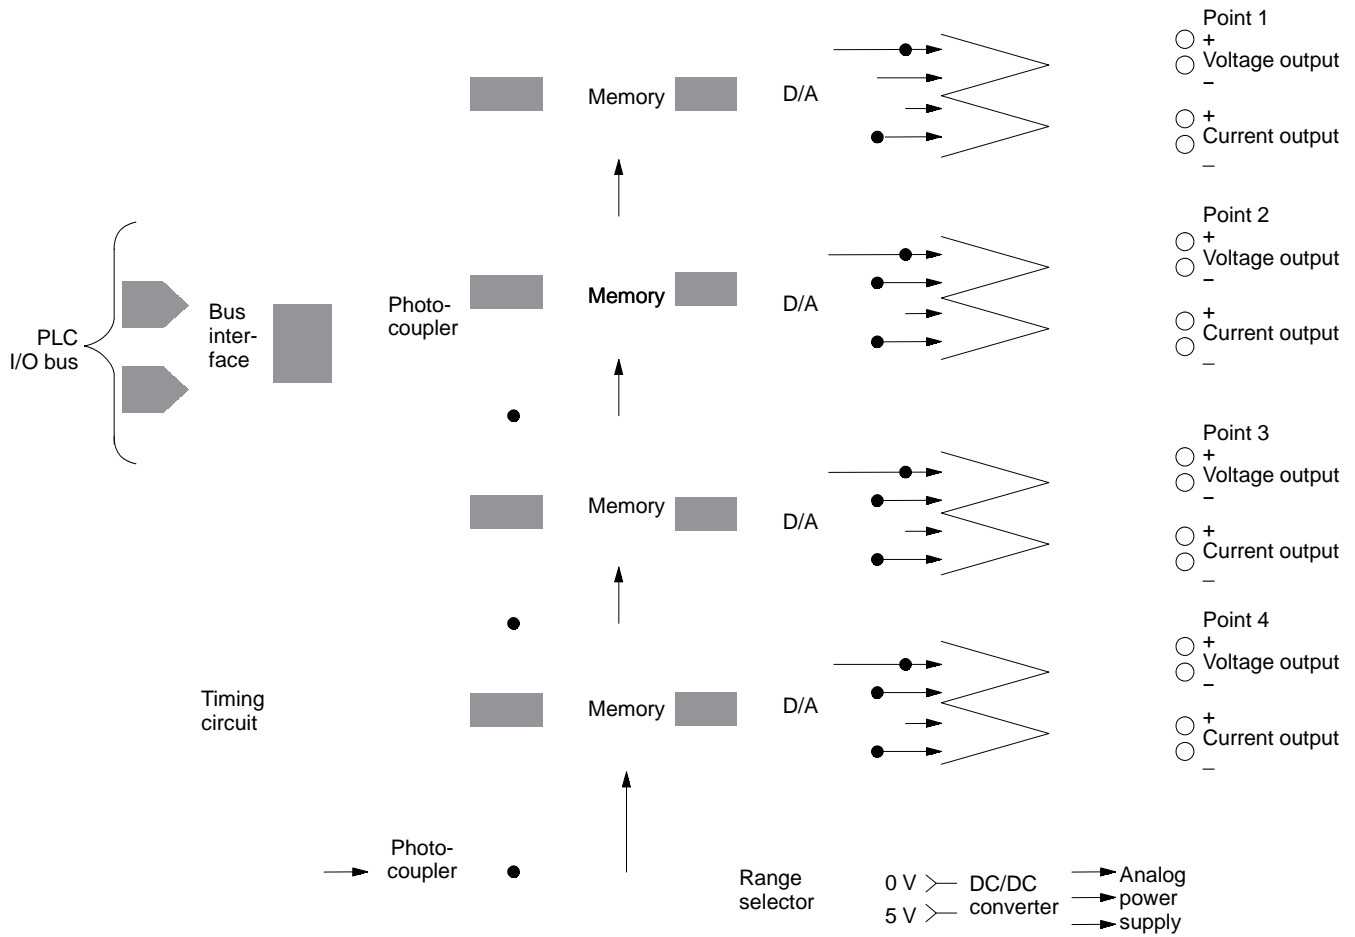 Point 1
+
Voltage output
–
Memory
D/A
+
Current output
–
Point 2
+
Voltage output
–
Photo-
coupler
Memory
D/A
+
Current output
–
PLC
I/O bus
Bus
inter-
face
Point 3
+
Voltage output
–
Memory
D/A
+
Current output
–
Point 4
+
Voltage output
–
Timing
circuit
Memory
D/A
+
Current output
–
Photo-
coupler
Range
selector
0 V
5 V
DC/DC
converter
Analog
power
supply